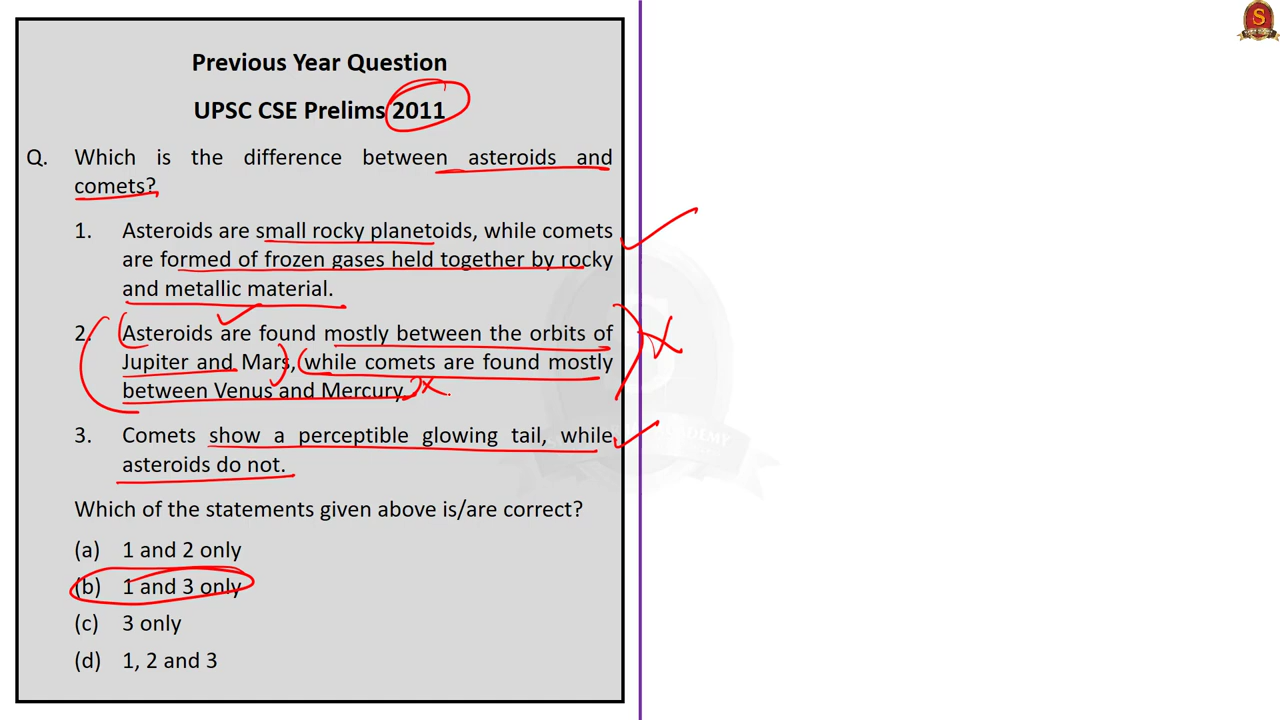 Previous Year Question
UPSC CSE Prelims 2011
Q. Which is the difference between asteroids and
comets?
1. Asteroids are small rocky planetoids, while comets
are formed of frozen gases held together by rocky
and metallic material.
2. Asteroids are found mostly between the orbits of
Jupiter and Mars, while comets are found mostly
between Venus and Mercury.
3. Comets show a perceptible glowing tail, while
asteroids do not.
Which of the statements given above is/are correct?
(a) 1 and 2 only
(b) 1 and 3 only
(c) 3 only
(d) 1, 2 and 3